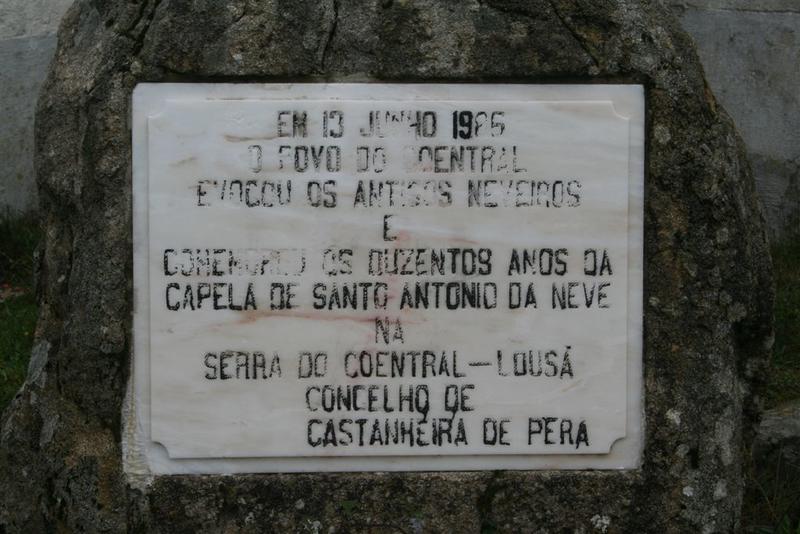 EM 13 JUNHO 1986
O POVO DO COENTRAL
EVOCOU OS ANTIGOS NEVEIROS
E
COMEMOROU OS DUZENTOS ANOS DA
CAPELA DE SANTO ANTONIO DA NEVE
NA
SERRA DO COENTRAL-LOUSÃ
CONCELHO DE
CASTANHEIRA DE PERA